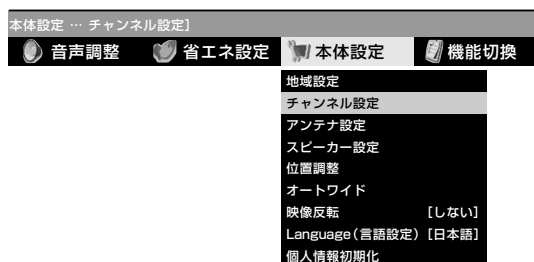 本体設定 … チャンネル設定]
音声調整 省エネ設定 本体設定 機能切換
地域設定
チャンネル設定
アンテナ設定
スピーカー設定
位置調整
オートワイド
映像反転 [しない]
Language(言語設定) [日本語]
個人情報初期化